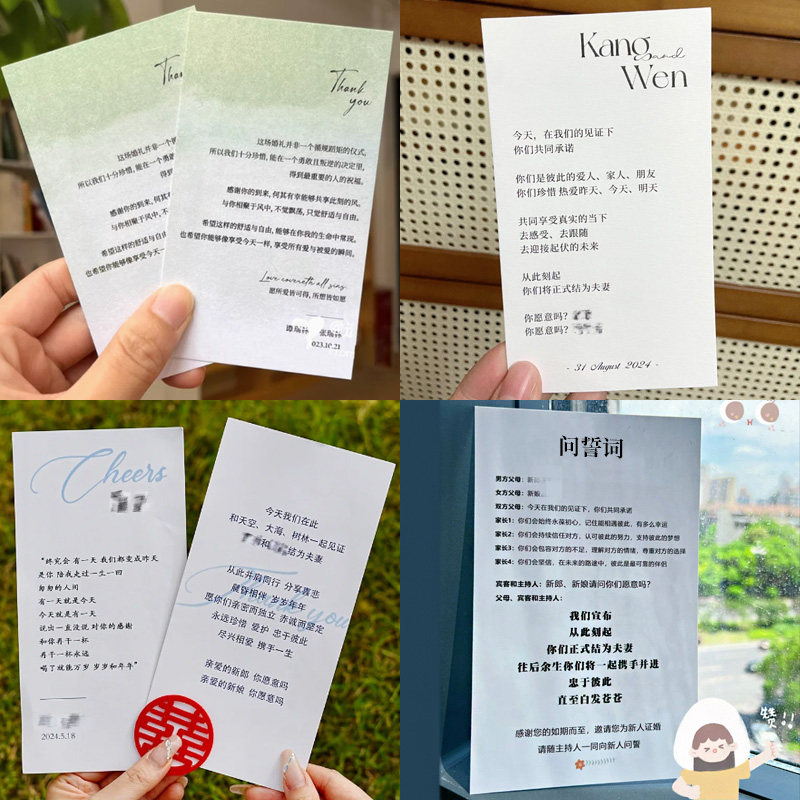 Thank
you
这场婚礼并非一个循规蹈矩的仪式,
所以我们十分珍惜, 能在一个勇敢且叛逆的决定里,
得到最重要的人的祝福。
感谢你的到来, 何其有幸能够共享此刻的风。
与你相聚于风中, 不觉飘荡, 只觉舒适与自由。
希望这样的舒适与自由, 能够在你我的生命中常现。
也希望你能够像享受今天一样, 享受所有爱与被爱的瞬间。
Love covereth all sins
愿所爱皆可得, 所想皆如愿
023.10.21
Kang
and
Wen
今天，在我们的见证下
你们共同承诺
你们是彼此的爱人、家人、朋友
你们珍惜 热爱昨天、今天、明天
共同享受真实的当下
去感受、去跟随
去迎接起伏的未来
从此刻起
你们将正式结为夫妻
你愿意吗?
你愿意吗?
- 31 August 2024 -
Cheers
“终究会 有一天 我们都变成昨天
是你 陪我走过一生一回
匆匆的人间
有一天就是今天
今天就是有一天
说出一直没说 对你的感谢
和你再干一杯
再干一杯永远
喝了就能万岁 岁岁和年年”
2024.5.18
今天我们在此
和天空、大海、树林一起见证
和 结为夫妻
从此并肩同行 分享喜悲
晨昏相伴 岁岁年年
愿你们亲密而独立 赤诚而坚定
永远珍惜 爱护 忠于彼此
尽兴相爱 携手一生
Thank you
亲爱的新郎 你愿意吗
亲爱的新娘 你愿意吗
囍
问誓词
男方父母: 新郎
女方父母: 新娘
双方父母: 今天在我们的见证下，你们共同承诺
家长1: 你们会始终永葆初心，记住能相遇彼此，有多么幸运
家长2: 你们会持续信任对方、认可彼此的努力、支持彼此的梦想
家长3: 你们会包容对方的不足，理解对方的情绪、尊重对方的选择
家长4: 你们会坚信，在未来的路途中，彼此是最可靠的伴侣
宾客和主持人: 新郎、新娘请问你们愿意吗？
父母、宾客和主持人:
我们宣布
从此刻起
你们正式结为夫妻
往后余生你们将一起携手并进
忠于彼此
直至白发苍苍
感谢您的如期而至，邀请您为新人证婚
请随主持人一同向新人问誓
赞!!